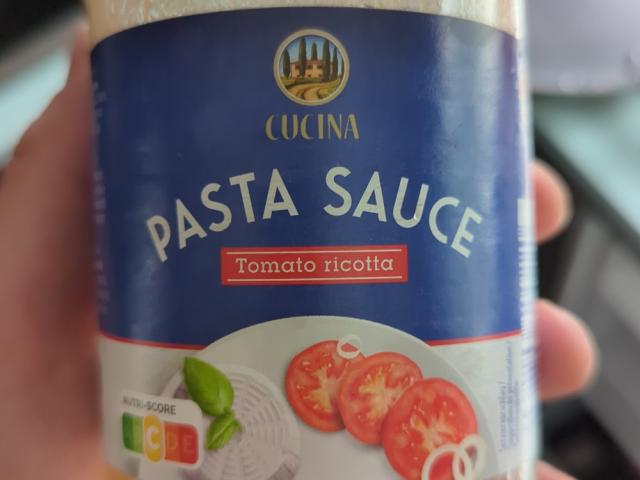 CUCINA
PASTA SAUCE
Tomato ricotta
NUTRI-SCORE
C D E